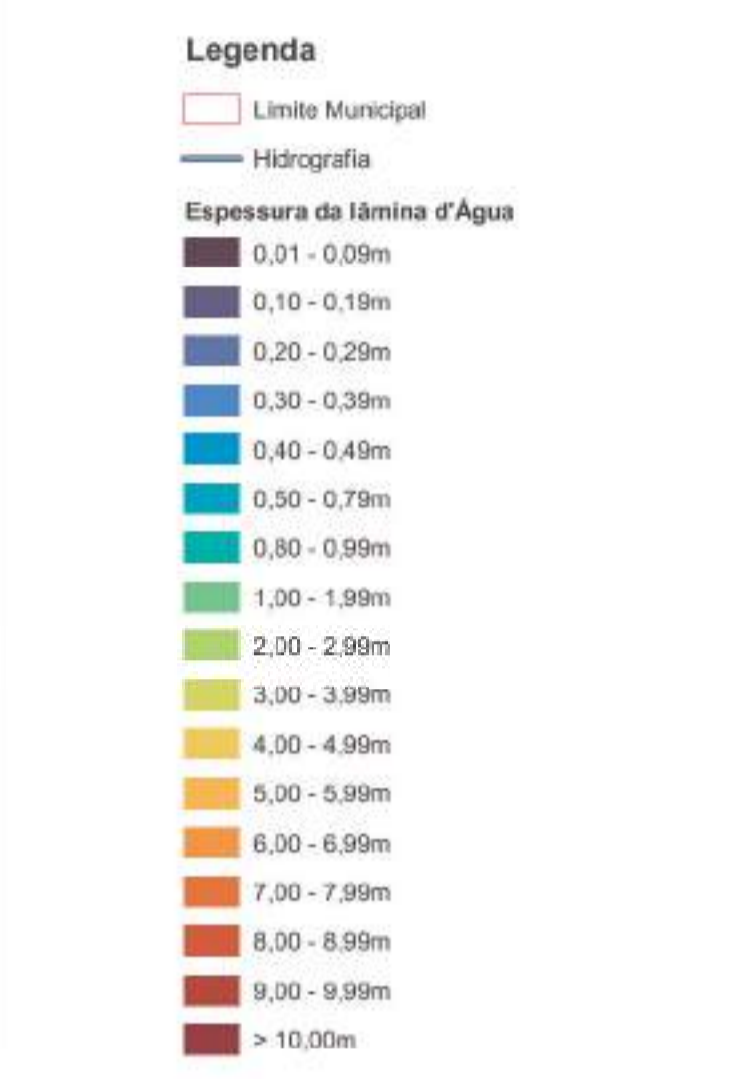 Legenda
Limite Municipal
Hidrografia
Espessura da lâmina d'Água
0,01 - 0,09m
0,10 - 0,19m
0,20 - 0,29m
0,30 - 0,39m
0,40 - 0,49m
0,50 - 0,79m
0,80 - 0,99m
1,00 - 1,99m
2,00 - 2,99m
3,00 - 3,99m
4,00 - 4,99m
5,00 - 5,99m
6,00 - 6,99m
7,00 - 7,99m
8,00 - 8,99m
9,00 - 9,99m
> 10,00m